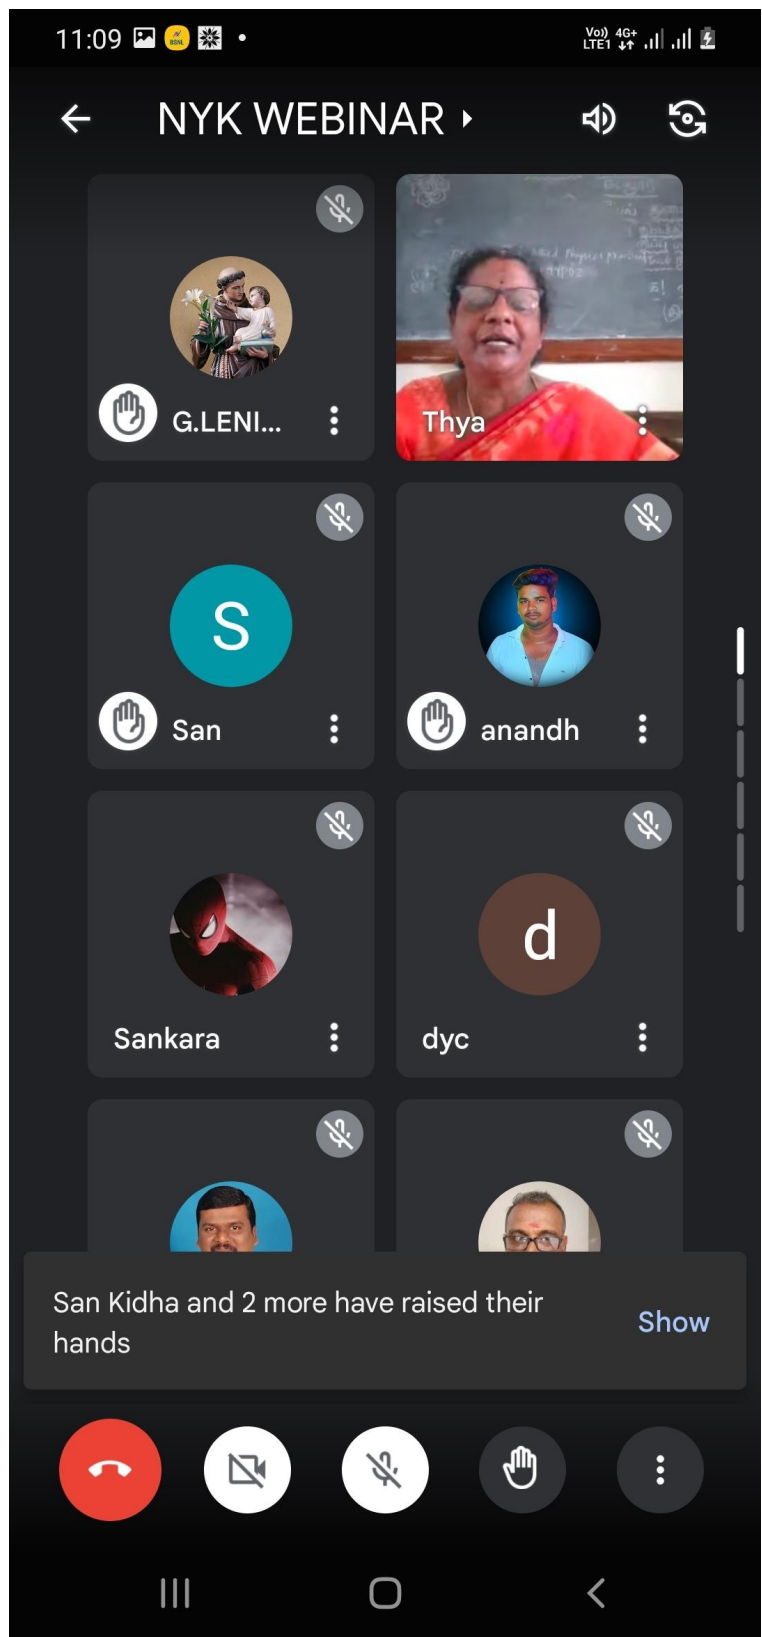 11:09
BSNL
Vo)) 4G+
LTE1
NYK WEBINAR
G.LENI...
Thya
S
San
anandh
Sankara
d
dyc
San Kidha and 2 more have raised their
hands
Show